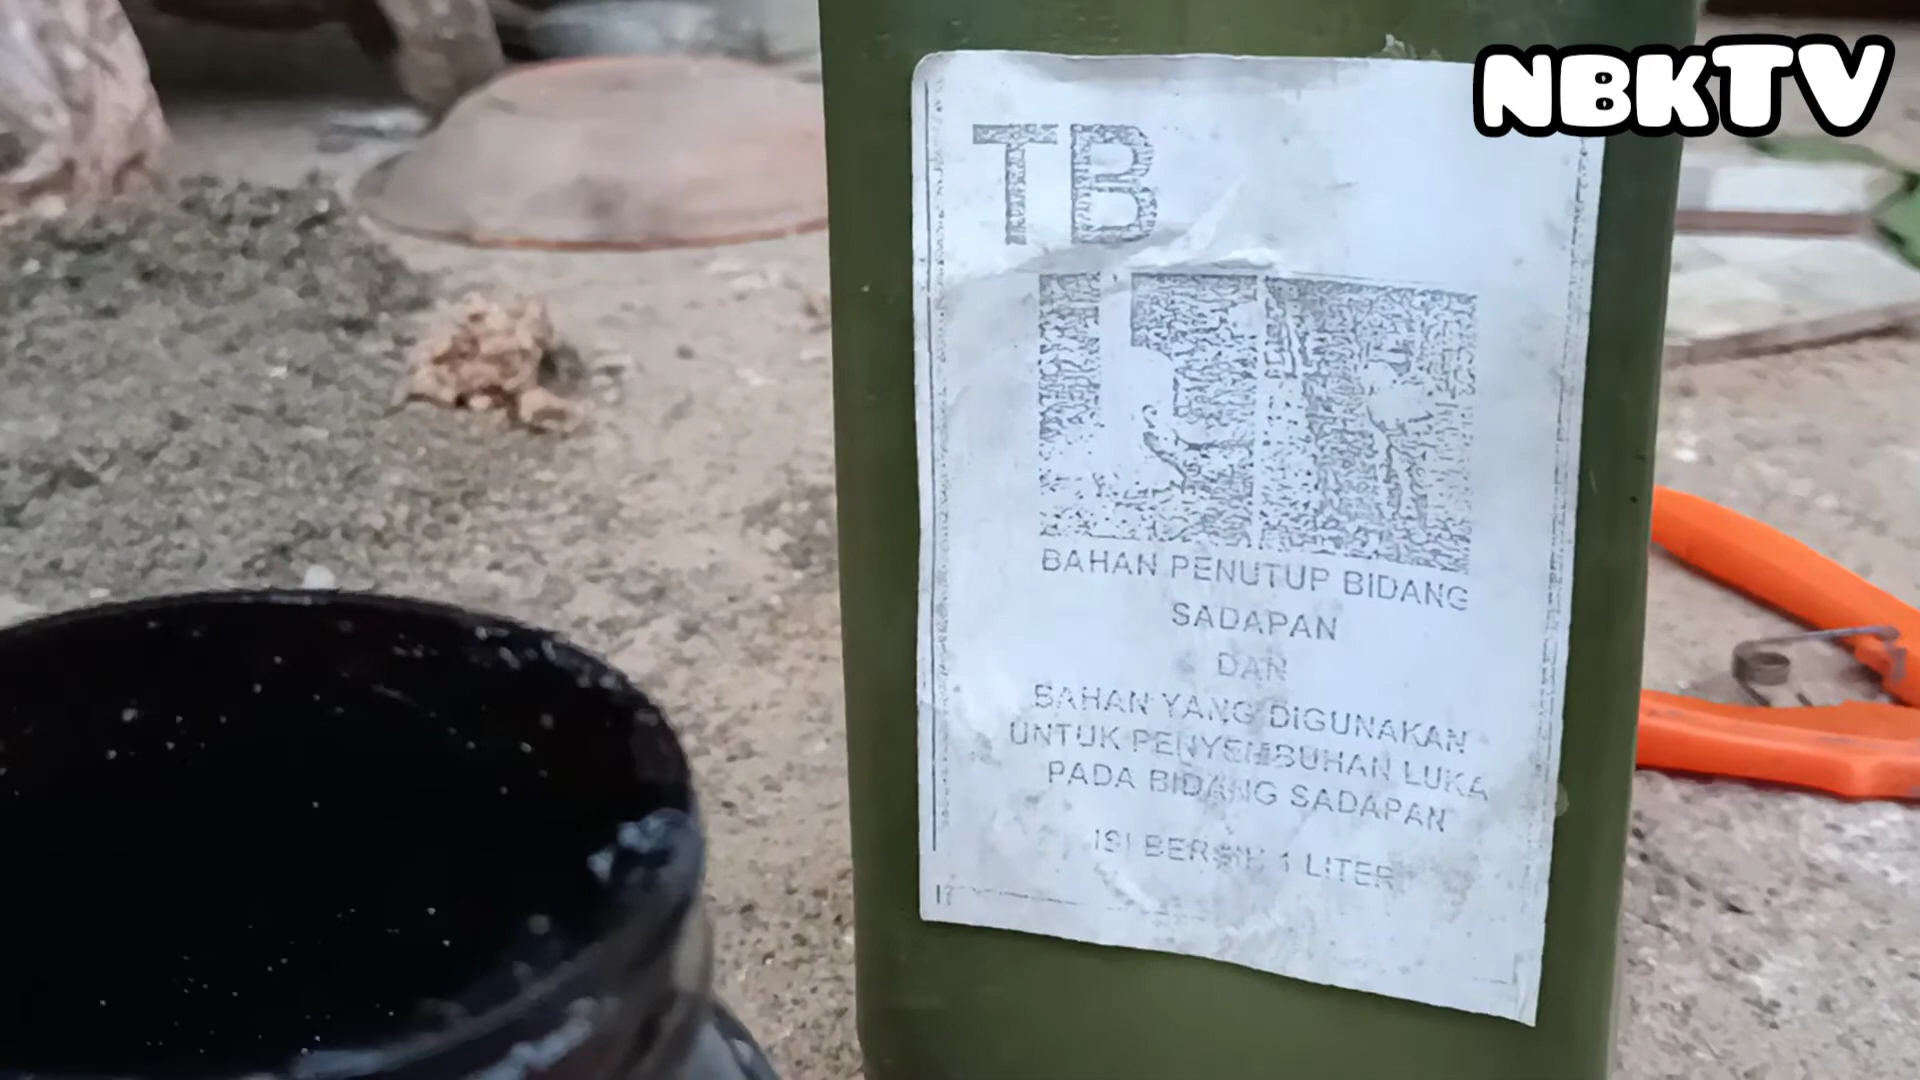 NBKTV
TB
BAHAN PENUTUP BIDANG
SADAPAN
DAN
BAHAN YANG DIGUNAKAN
UNTUK PENYEMBUHAN LUKA
PADA BIDANG SADAPAN
ISI BERSIH 1 LITER